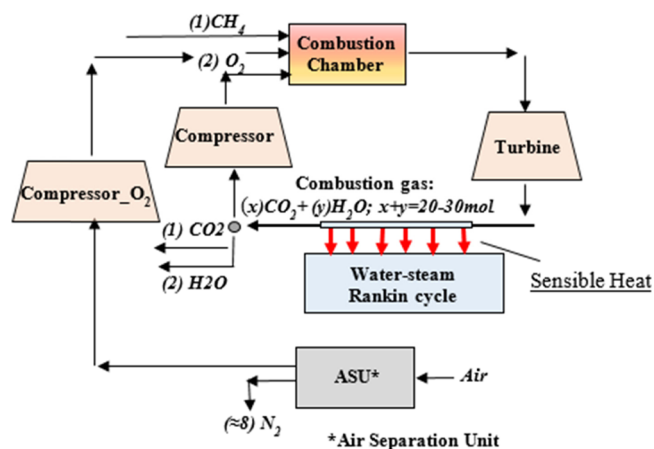 (1)CH₄
(2) O₂
Combustion
Chamber
Compressor
Turbine
Compressor_O₂
Combustion gas:
(x)CO₂+ (y)H₂O; x+y=20-30mol
(1) CO2
(2) H2O
Water-steam
Rankin cycle
Sensible Heat
ASU*
Air
(≈8) N₂
*Air Separation Unit